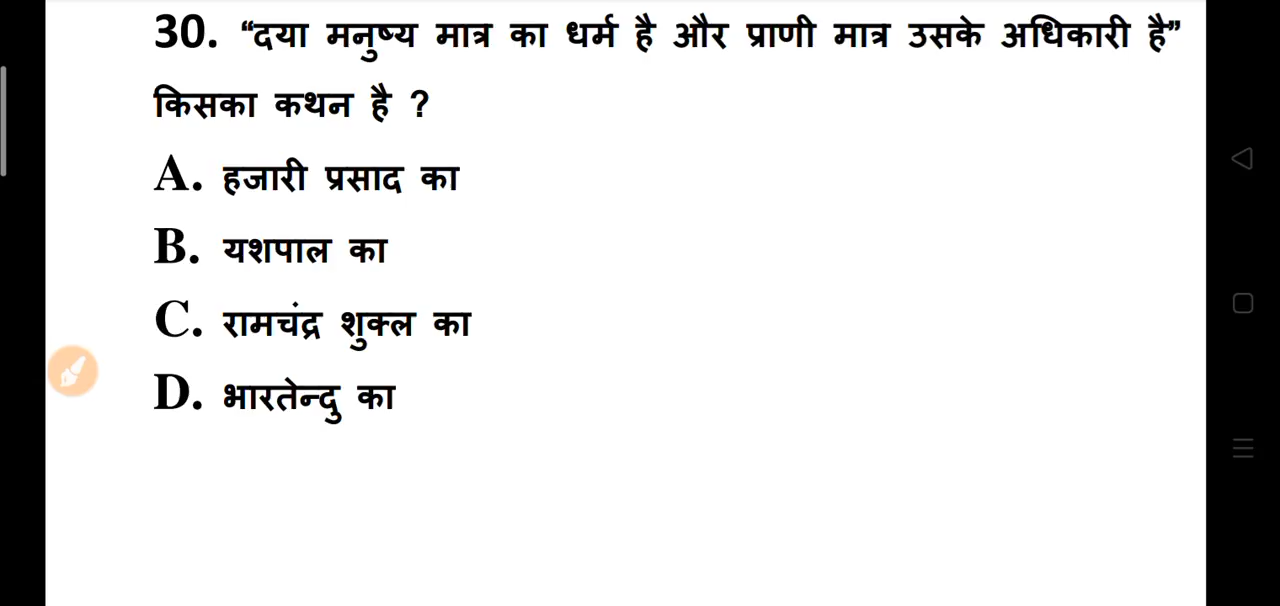 30. “दया मनुष्य मात्र का धर्म है और प्राणी मात्र उसके अधिकारी है”
किसका कथन है ?
A. हजारी प्रसाद का
B. यशपाल का
C. रामचंद्र शुक्ल का
D. भारतेन्दु का